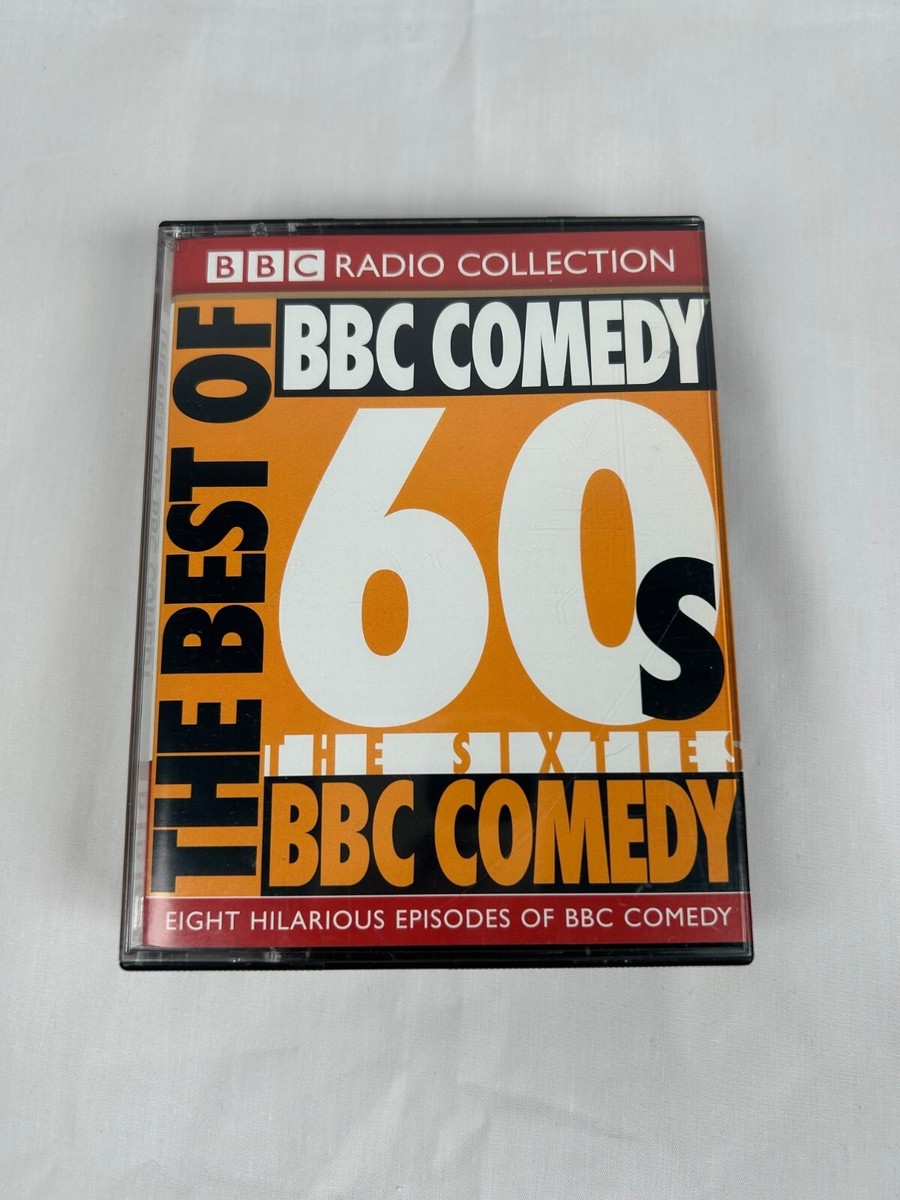 BBC RADIO COLLECTION
THE BEST OF
BBC COMEDY
60s
THE SIXTIES
BBC COMEDY
EIGHT HILARIOUS EPISODES OF BBC COMEDY